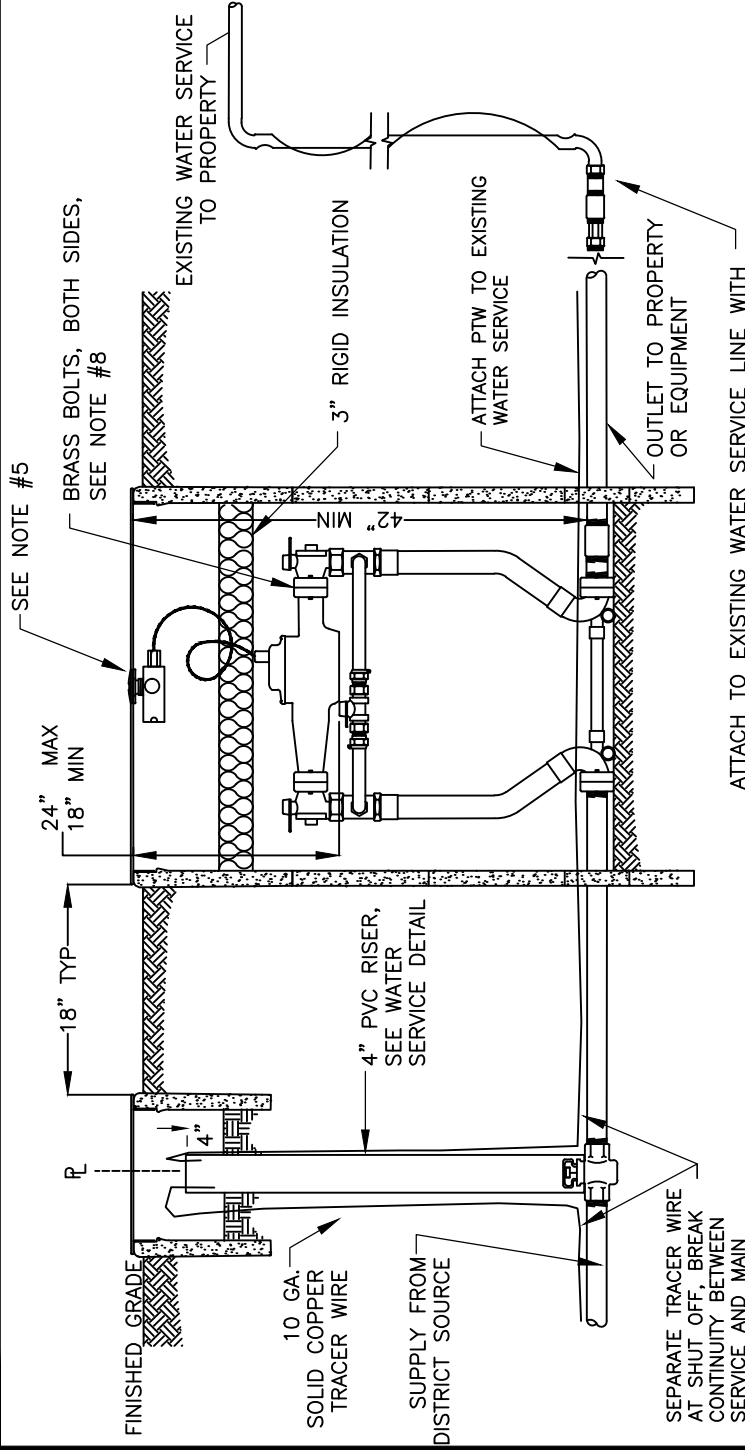 FINISHED GRADE
PL
18" TYP
24" MAX
18" MIN
SEE NOTE #5
BRASS BOLTS, BOTH SIDES,
SEE NOTE #8
EXISTING WATER SERVICE
TO PROPERTY
4"
3" RIGID INSULATION
42" MIN
10 GA.
SOLID COPPER
TRACER WIRE
4" PVC RISER,
SEE WATER
SERVICE DETAIL
ATTACH PTW TO EXISTING
WATER SERVICE
SUPPLY FROM
DISTRICT SOURCE
OUTLET TO PROPERTY
OR EQUIPMENT
SEPARATE TRACER WIRE
AT SHUT OFF, BREAK
CONTINUITY BETWEEN
SERVICE AND MAIN
ATTACH TO EXISTING WATER SERVICE LINE WITH